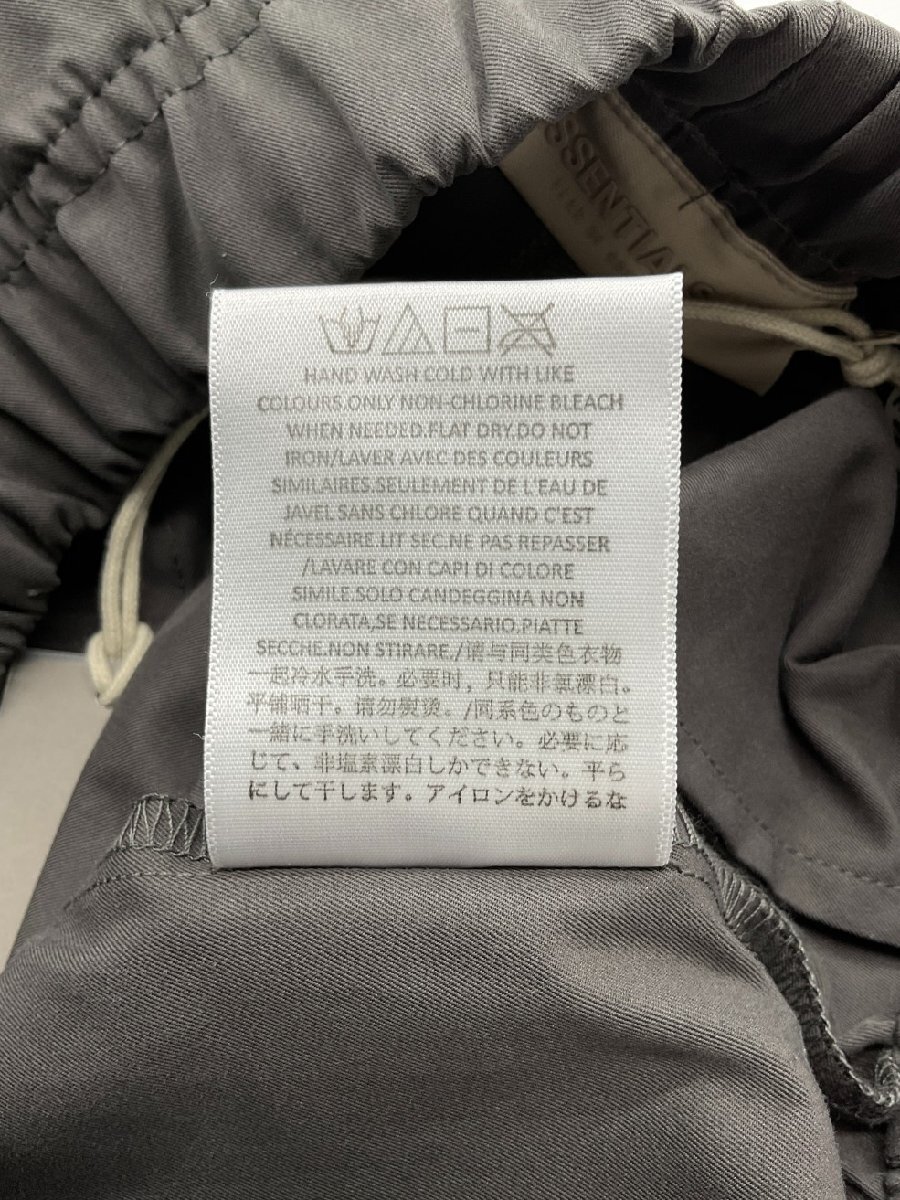 SSENTIA
HAND WASH COLD WITH LIKE
COLOURS.ONLY NON-CHLORINE BLEACH
WHEN NEEDED.FLAT DRY.DO NOT
IRON/LAVER AVEC DES COULEURS
SIMILAIRES.SEULEMENT DE L'EAU DE
JAVEL SANS CHLORE QUAND C'EST
NÉCESSAIRE.LIT SEC.NE PAS REPASSER
/LAVARE CON CAPI DI COLORE
SIMILE.SOLO CANDEGGINA NON
CLORATA,SE NECESSARIO.PIATTE
SECCHE.NON STIRARE./请与同类色衣物
一起冷水手洗。必要时，只能非氯漂白。
平铺晒干。请勿熨烫。/同系色のものと
一緒に手洗いしてください。必要に応
じて、非塩素漂白しかできない。平ら
にして干します。アイロンをかけるな